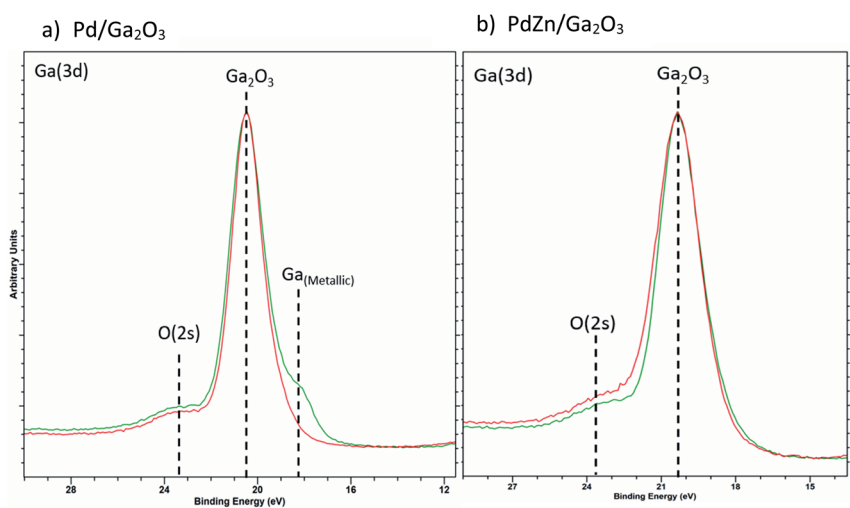 a) Pd/Ga₂O₃
Ga(3d)
Ga₂O₃
Ga(Metallic)
O(2s)
Arbitrary Units
28
24
20
16
12
Binding Energy (eV)
b) PdZn/Ga₂O₃
Ga(3d)
Ga₂O₃
O(2s)
27
24
21
18
15
Binding Energy (eV)